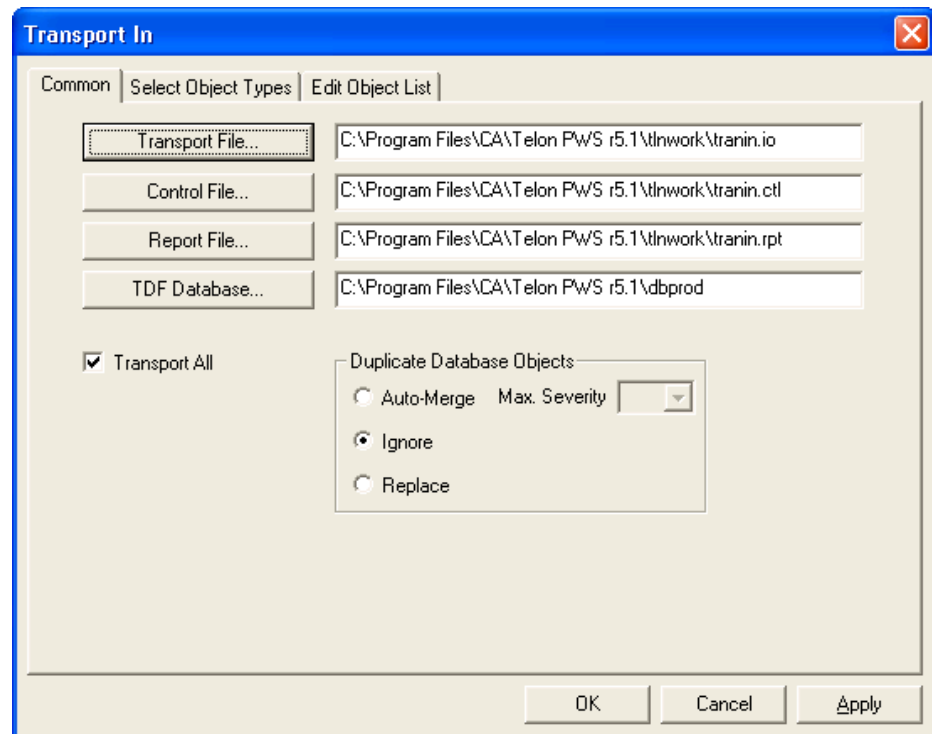 Transport In
Common Select Object Types Edit Object List
Transport File... C:\Program Files\CA\Telon PWS r5.1\tlnwork\tranin.io
Control File... C:\Program Files\CA\Telon PWS r5.1\tlnwork\tranin.ctl
Report File... C:\Program Files\CA\Telon PWS r5.1\tlnwork\tranin.rpt
TDF Database... C:\Program Files\CA\Telon PWS r5.1\dbprod
Transport All Duplicate Database Objects
Auto-Merge Max. Severity
Ignore
Replace
OK Cancel Apply